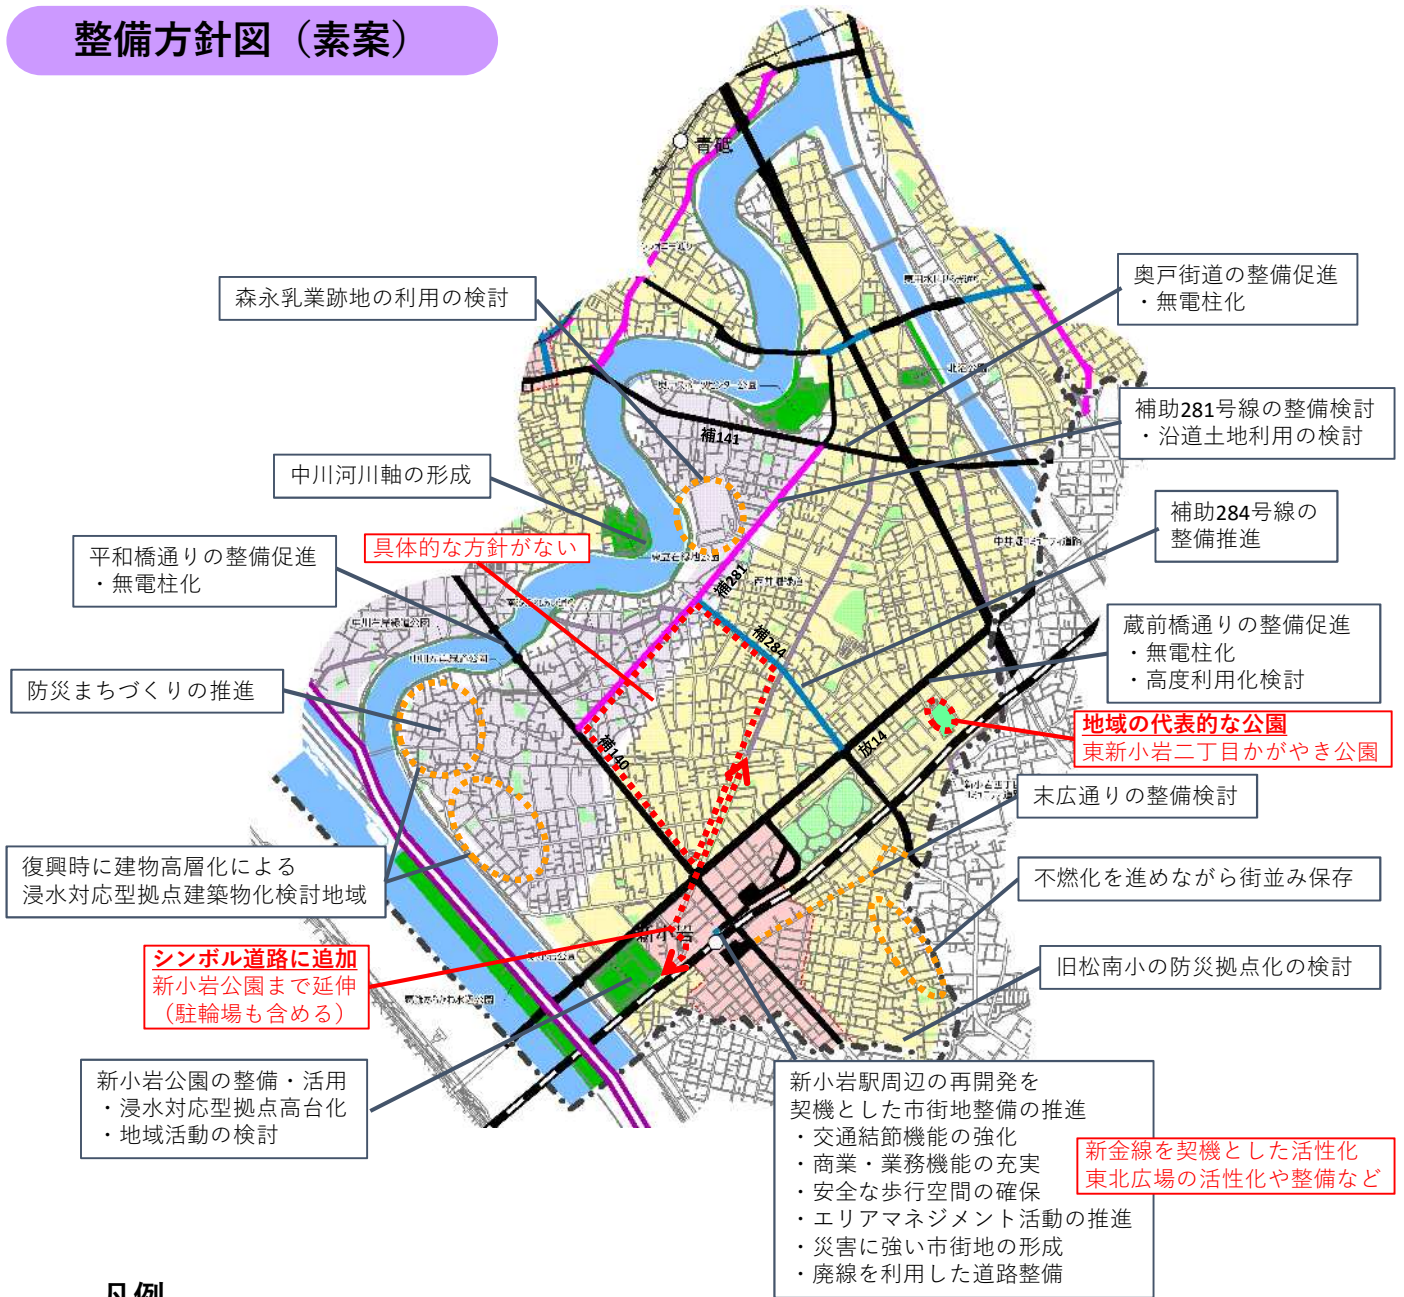 整備方針図（素案）
青砥
森永乳業跡地の利用の検討
奥戸街道の整備促進
・無電柱化
補助281号線の整備検討
・沿道土地利用の検討
北沼公園
補141
中川河川軸の形成
具体的な方針がない
補助284号線の
整備推進
平和橋通りの整備促進
・無電柱化
東立石緑地公園
補281
補284
中川左岸緑道公園
蔵前橋通りの整備促進
・無電柱化
・高度利用化検討
防災まちづくりの推進
地域の代表的な公園
東新小岩二丁目かがやき公園
放14
補140
末広通りの整備検討
復興時に建物高層化による
浸水対応型拠点建築物化検討地域
不燃化を進めながら街並み保存
新小岩
シンボル道路に追加
新小岩公園まで延伸
（駐輪場も含める）
旧松南小の防災拠点化の検討
新小岩公園の整備・活用
・浸水対応型拠点高台化
・地域活動の検討
新小岩駅周辺の再開発を
契機とした市街地整備の推進
・交通結節機能の強化
・商業・業務機能の充実
・安全な歩行空間の確保
・エリアマネジメント活動の推進
・災害に強い市街地の形成
・廃線を利用した道路整備
新金線を契機とした活性化
東北広場の活性化や整備など
凡例